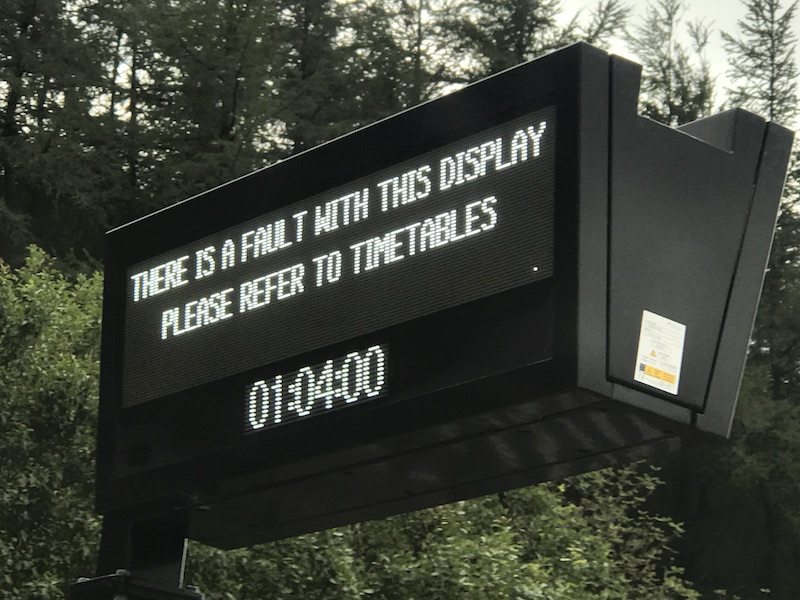 THERE IS A FAULT WITH THIS DISPLAY
PLEASE REFER TO TIMETABLES
01:04:00